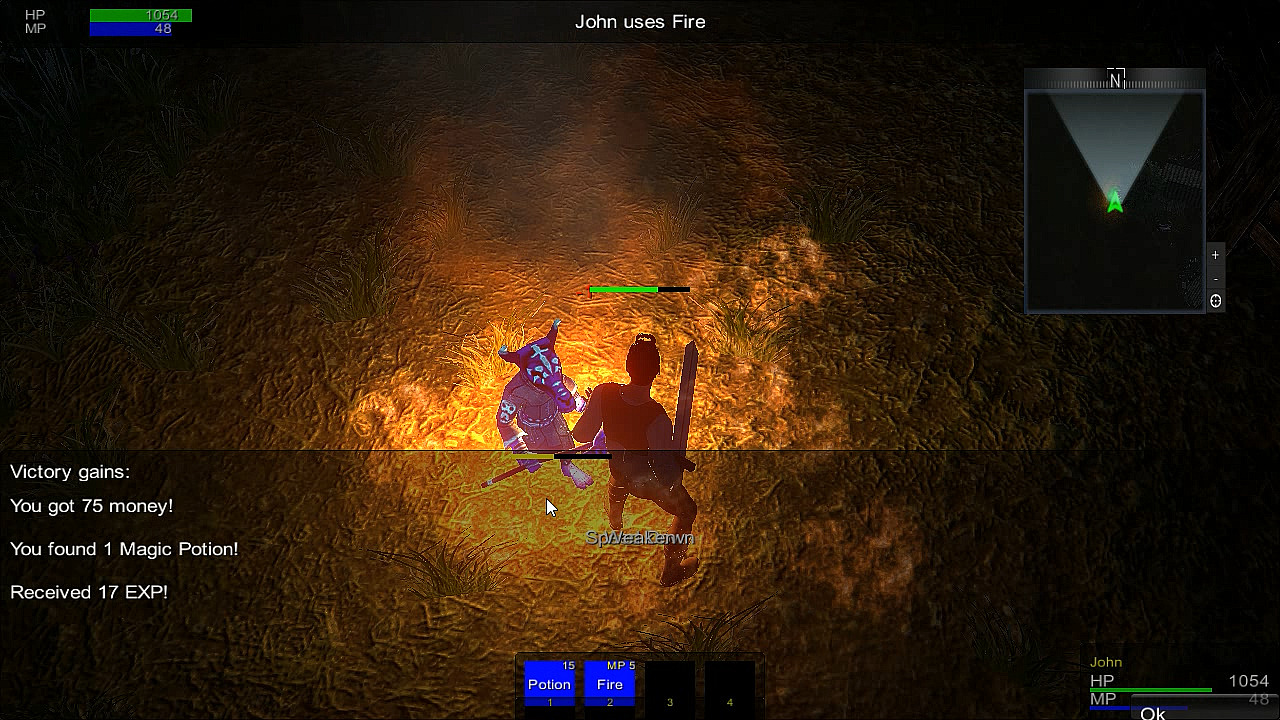 HP 1054
MP 48
John uses Fire
N
+
-
Victory gains:
You got 75 money!
You found 1 Magic Potion!
Received 17 EXP!
Weaken
15
Potion
1
MP 5
Fire
2
3
4
John
HP 1054
MP 48
Ok